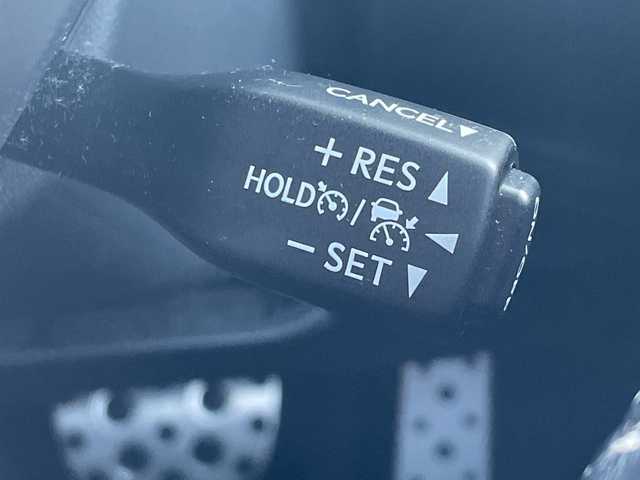 CANCEL▼
+ RES ▲
HOLD / ◀
− SET ▼